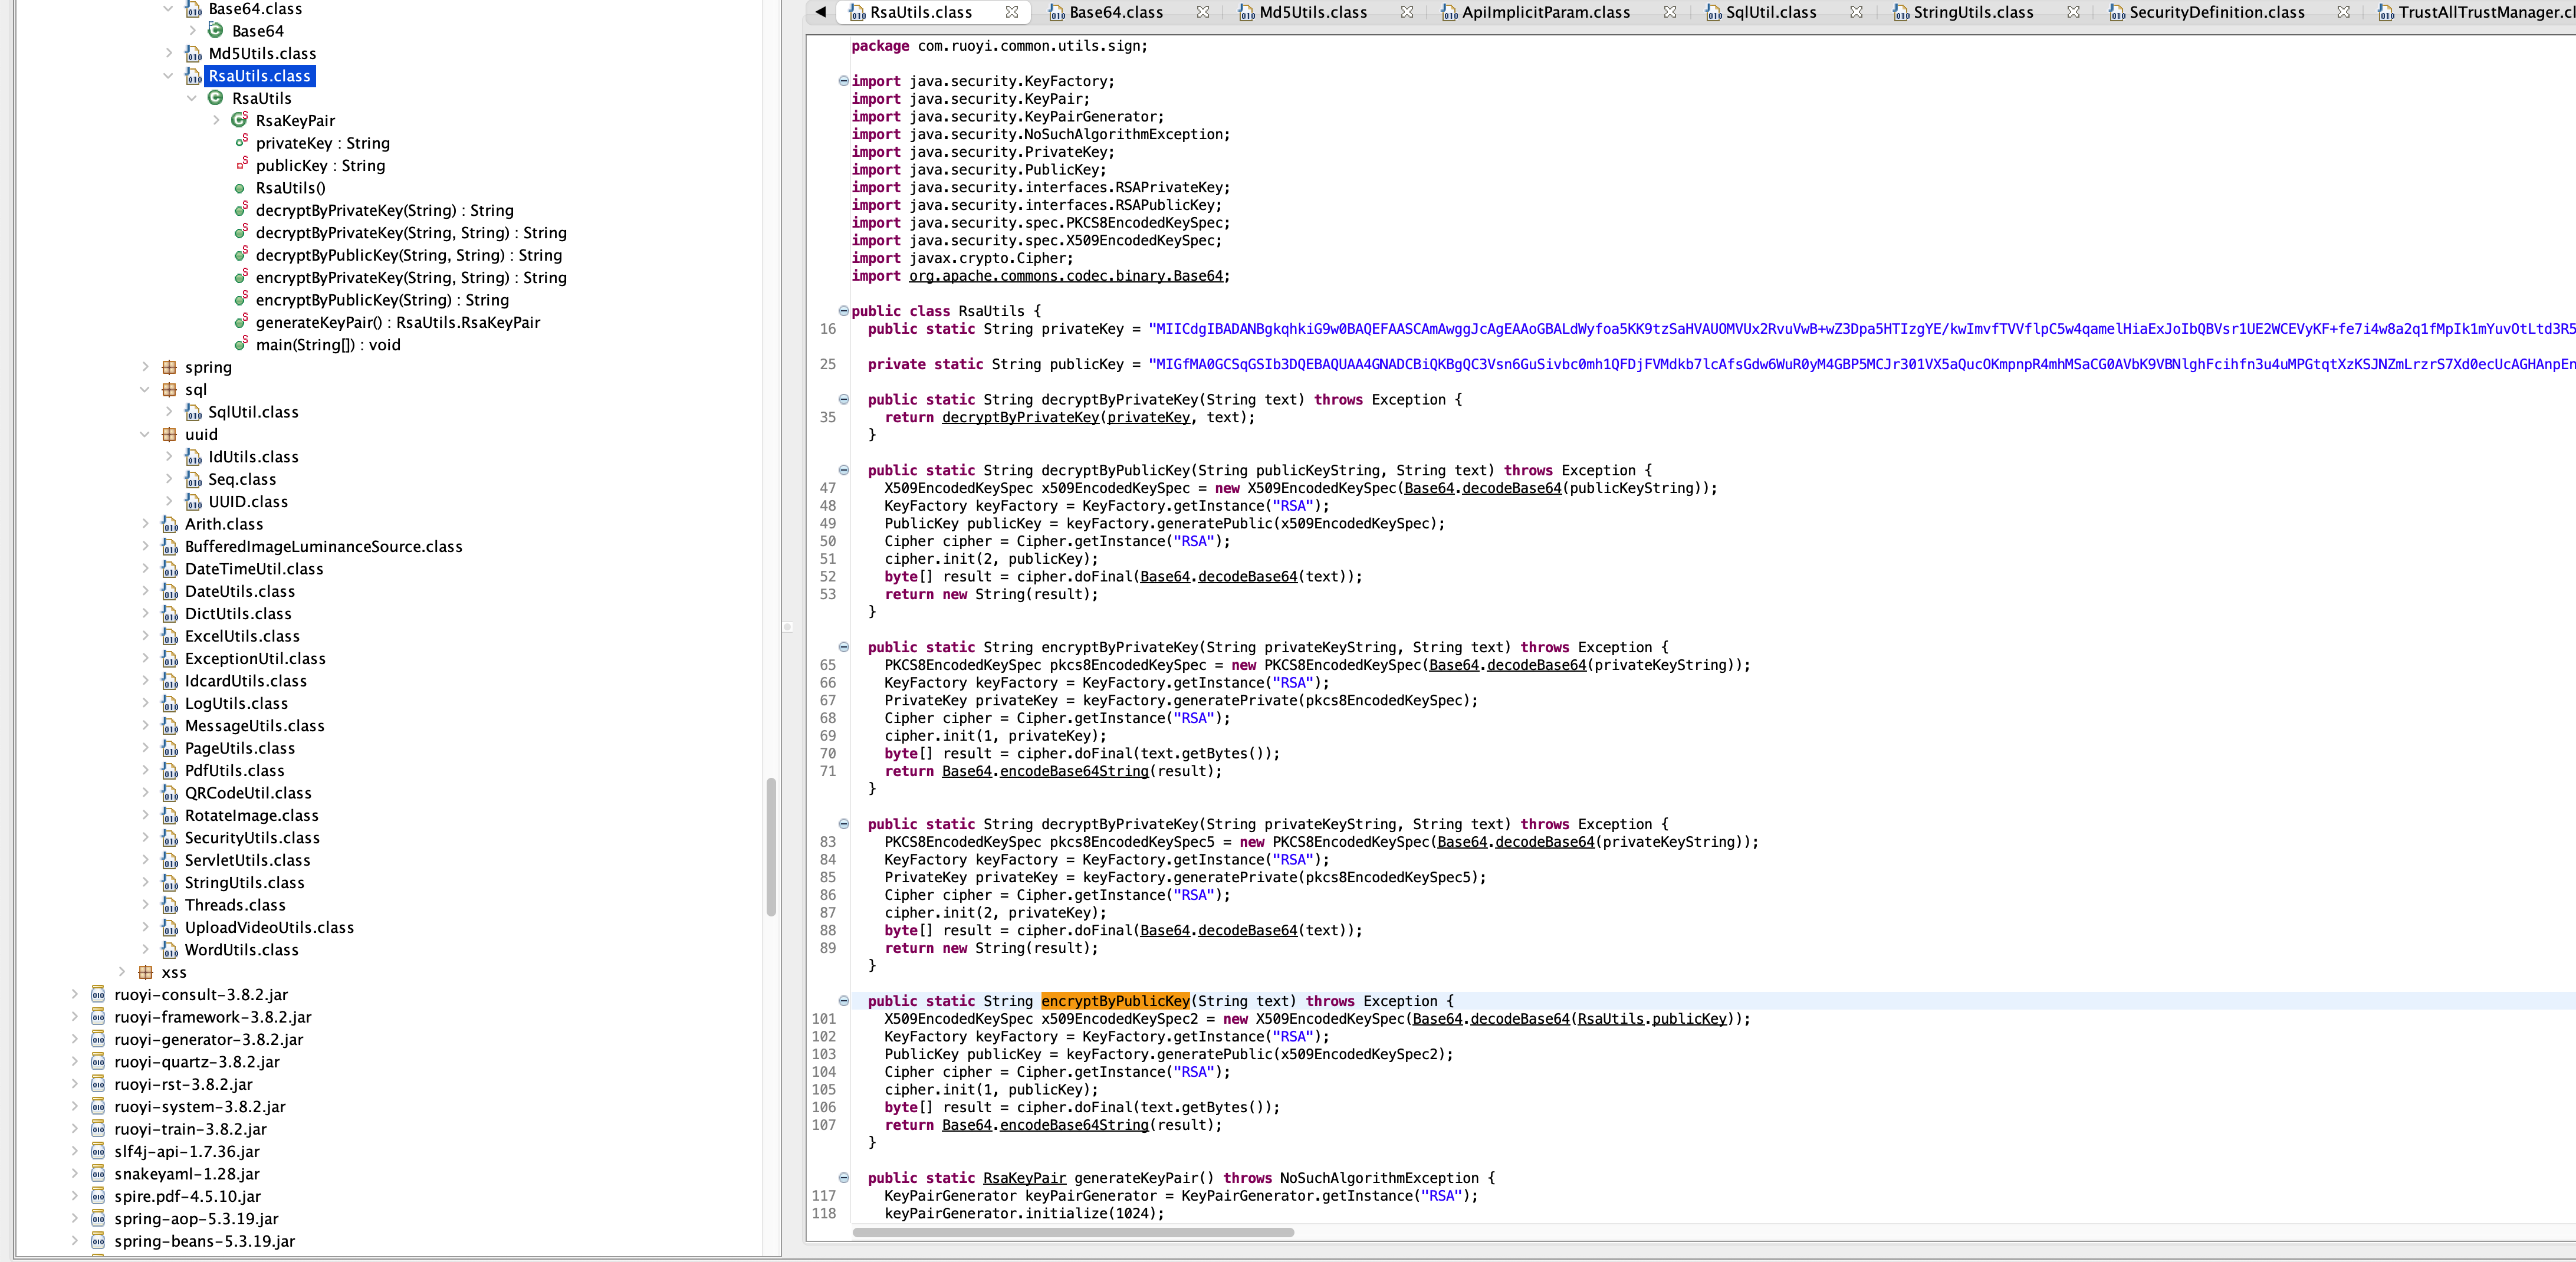 Base64.class
Base64
Md5Utils.class
RsaUtils.class
RsaUtils
RsaKeyPair
privateKey : String
publicKey : String
RsaUtils()
decryptByPrivateKey(String) : String
decryptByPrivateKey(String, String) : String
decryptByPublicKey(String, String) : String
encryptByPrivateKey(String, String) : String
encryptByPublicKey(String) : String
generateKeyPair() : RsaUtils.RsaKeyPair
main(String[]) : void
spring
sql
SqlUtil.class
uuid
IdUtils.class
Seq.class
UUID.class
Arith.class
BufferedImageLuminanceSource.class
DateTimeUtil.class
DateUtils.class
DictUtils.class
ExcelUtils.class
ExceptionUtil.class
IdcardUtils.class
LogUtils.class
MessageUtils.class
PageUtils.class
PdfUtils.class
QRCodeUtil.class
RotateImage.class
SecurityUtils.class
ServletUtils.class
StringUtils.class
Threads.class
UploadVideoUtils.class
WordUtils.class
xss
ruoyi-consult-3.8.2.jar
ruoyi-framework-3.8.2.jar
ruoyi-generator-3.8.2.jar
ruoyi-quartz-3.8.2.jar
ruoyi-rst-3.8.2.jar
ruoyi-system-3.8.2.jar
ruoyi-train-3.8.2.jar
slf4j-api-1.7.36.jar
snakeyaml-1.28.jar
spire.pdf-4.5.10.jar
spring-aop-5.3.19.jar
spring-beans-5.3.19.jar
RsaUtils.class Base64.class Md5Utils.class ApiImplicitParam.class SqlUtil.class StringUtils.class SecurityDefinition.class TrustAllTrustManager.cl
package com.ruoyi.common.utils.sign;
import java.security.KeyFactory;
import java.security.KeyPair;
import java.security.KeyPairGenerator;
import java.security.NoSuchAlgorithmException;
import java.security.PrivateKey;
import java.security.PublicKey;
import java.security.interfaces.RSAPrivateKey;
import java.security.interfaces.RSAPublicKey;
import java.security.spec.PKCS8EncodedKeySpec;
import java.security.spec.X509EncodedKeySpec;
import javax.crypto.Cipher;
import org.apache.commons.codec.binary.Base64;
public class RsaUtils {
16 public static String privateKey = "MIICdgIBADANBgkqhkiG9w0BAQEFAASCAmAwggJcAgEAAoGBALdWyfoa5KK9tzSaHVAUOMVUx2RvuVwB+wZ3Dpa5HTIzgYE/kwImvfTVVflpC5w4qamelHiaExJoIbQBVsr1UE2WCEVyKF+fe7i4w8a2q1fMpIk1mYuvOtLtd3R5
25 private static String publicKey = "MIGfMA0GCSqGSIb3DQEBAQUAA4GNADCBiQKBgQC3Vsn6GuSivbc0mh1QFDjFVMdkb7lcAfsGdw6WuR0yM4GBP5MCJr301VX5aQucOKmpnpR4mhMSaCG0AVbK9VBNlghFcihfn3u4uMPGtqtXzKSJNZmLrzrS7Xd0ecUcAGHAnpEn
public static String decryptByPrivateKey(String text) throws Exception {
35 return decryptByPrivateKey(privateKey, text);
}
public static String decryptByPublicKey(String publicKeyString, String text) throws Exception {
47 X509EncodedKeySpec x509EncodedKeySpec = new X509EncodedKeySpec(Base64.decodeBase64(publicKeyString));
48 KeyFactory keyFactory = KeyFactory.getInstance("RSA");
49 PublicKey publicKey = keyFactory.generatePublic(x509EncodedKeySpec);
50 Cipher cipher = Cipher.getInstance("RSA");
51 cipher.init(2, publicKey);
52 byte[] result = cipher.doFinal(Base64.decodeBase64(text));
53 return new String(result);
}
public static String encryptByPrivateKey(String privateKeyString, String text) throws Exception {
65 PKCS8EncodedKeySpec pkcs8EncodedKeySpec = new PKCS8EncodedKeySpec(Base64.decodeBase64(privateKeyString));
66 KeyFactory keyFactory = KeyFactory.getInstance("RSA");
67 PrivateKey privateKey = keyFactory.generatePrivate(pkcs8EncodedKeySpec);
68 Cipher cipher = Cipher.getInstance("RSA");
69 cipher.init(1, privateKey);
70 byte[] result = cipher.doFinal(text.getBytes());
71 return Base64.encodeBase64String(result);
}
public static String decryptByPrivateKey(String privateKeyString, String text) throws Exception {
83 PKCS8EncodedKeySpec pkcs8EncodedKeySpec5 = new PKCS8EncodedKeySpec(Base64.decodeBase64(privateKeyString));
84 KeyFactory keyFactory = KeyFactory.getInstance("RSA");
85 PrivateKey privateKey = keyFactory.generatePrivate(pkcs8EncodedKeySpec5);
86 Cipher cipher = Cipher.getInstance("RSA");
87 cipher.init(2, privateKey);
88 byte[] result = cipher.doFinal(Base64.decodeBase64(text));
89 return new String(result);
}
public static String encryptByPublicKey(String text) throws Exception {
101 X509EncodedKeySpec x509EncodedKeySpec2 = new X509EncodedKeySpec(Base64.decodeBase64(RsaUtils.publicKey));
102 KeyFactory keyFactory = KeyFactory.getInstance("RSA");
103 PublicKey publicKey = keyFactory.generatePublic(x509EncodedKeySpec2);
104 Cipher cipher = Cipher.getInstance("RSA");
105 cipher.init(1, publicKey);
106 byte[] result = cipher.doFinal(text.getBytes());
107 return Base64.encodeBase64String(result);
}
public static RsaKeyPair generateKeyPair() throws NoSuchAlgorithmException {
117 KeyPairGenerator keyPairGenerator = KeyPairGenerator.getInstance("RSA");
118 keyPairGenerator.initialize(1024);